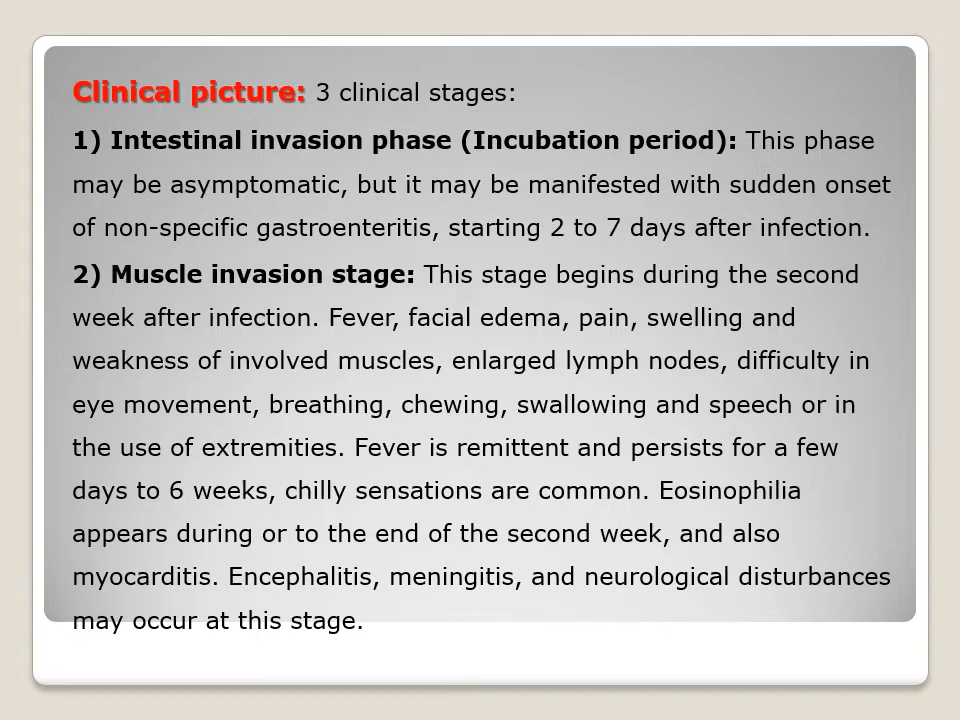 Clinical picture: 3 clinical stages:
1) Intestinal invasion phase (Incubation period): This phase
may be asymptomatic, but it may be manifested with sudden onset
of non-specific gastroenteritis, starting 2 to 7 days after infection.
2) Muscle invasion stage: This stage begins during the second
week after infection. Fever, facial edema, pain, swelling and
weakness of involved muscles, enlarged lymph nodes, difficulty in
eye movement, breathing, chewing, swallowing and speech or in
the use of extremities. Fever is remittent and persists for a few
days to 6 weeks, chilly sensations are common. Eosinophilia
appears during or to the end of the second week, and also
myocarditis. Encephalitis, meningitis, and neurological disturbances
may occur at this stage.